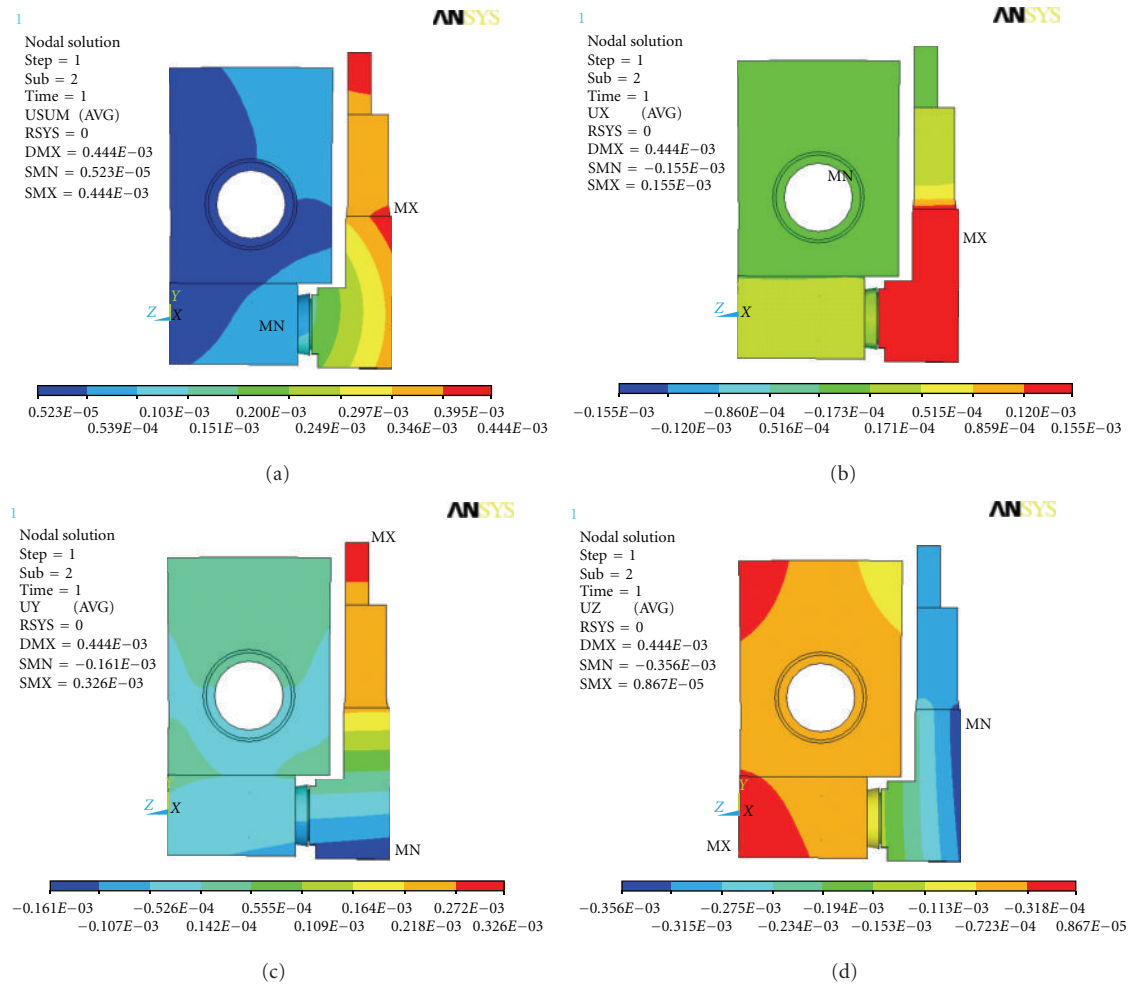 1
ANSYS
Nodal solution
Step = 1
Sub = 2
Time = 1
USUM (AVG)
RSYS = 0
DMX = 0.444E−03
SMN = 0.523E−05
SMX = 0.444E−03
MX
Y
Z X
MN
0.523E−05 0.103E−03 0.200E−03 0.297E−03 0.395E−03
0.539E−04 0.151E−03 0.249E−03 0.346E−03 0.444E−03
(a)
1
ANSYS
Nodal solution
Step = 1
Sub = 2
Time = 1
UX (AVG)
RSYS = 0
DMX = 0.444E−03
SMN = −0.155E−03
SMX = 0.155E−03
MN
MX
Z X
−0.155E−03 −0.860E−04 −0.173E−04 0.515E−04 0.120E−03
−0.120E−03 0.516E−04 0.171E−04 0.859E−04 0.155E−03
(b)
1
ANSYS
Nodal solution
Step = 1
Sub = 2
Time = 1
UY (AVG)
RSYS = 0
DMX = 0.444E−03
SMN = −0.161E−03
SMX = 0.326E−03
MX
Y
Z X
MN
−0.161E−03 −0.526E−04 0.555E−04 0.164E−03 0.272E−03
−0.107E−03 0.142E−04 0.109E−03 0.218E−03 0.326E−03
(c)
1
ANSYS
Nodal solution
Step = 1
Sub = 2
Time = 1
UZ (AVG)
RSYS = 0
DMX = 0.444E−03
SMN = −0.356E−03
SMX = 0.867E−05
MN
Y
Z X
MX
−0.356E−03 −0.275E−03 −0.194E−03 −0.113E−03 −0.318E−04
−0.315E−03 −0.234E−03 −0.153E−03 −0.723E−04 0.867E−05
(d)